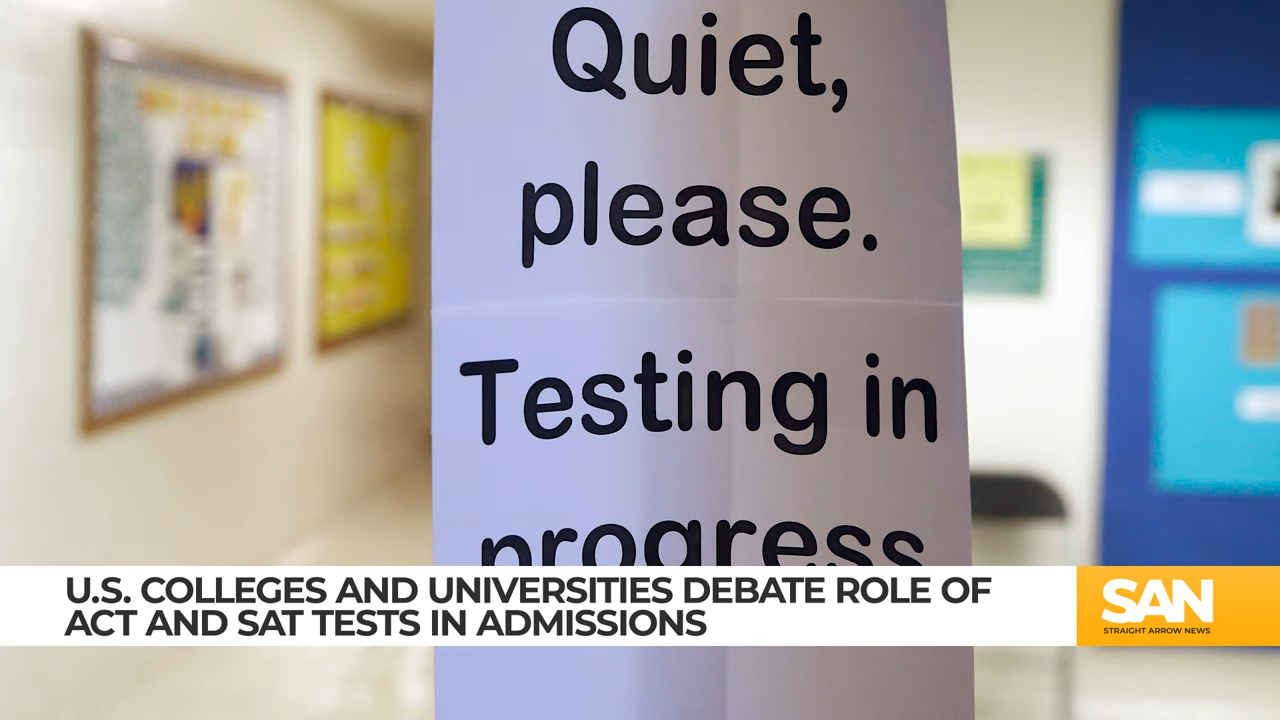 Quiet,
please.
Testing in
progress
U.S. COLLEGES AND UNIVERSITIES DEBATE ROLE OF
ACT AND SAT TESTS IN ADMISSIONS
SAN
STRAIGHT ARROW NEWS